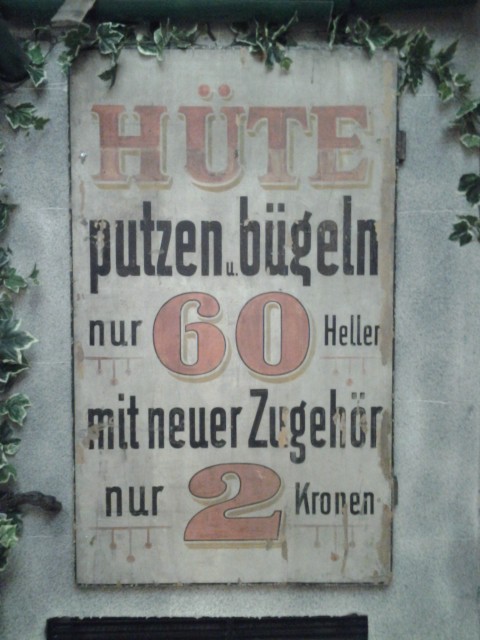 HÜTE
putzen u. bügeln
nur 60 Heller
mit neuer Zugehör
nur 2 Kronen